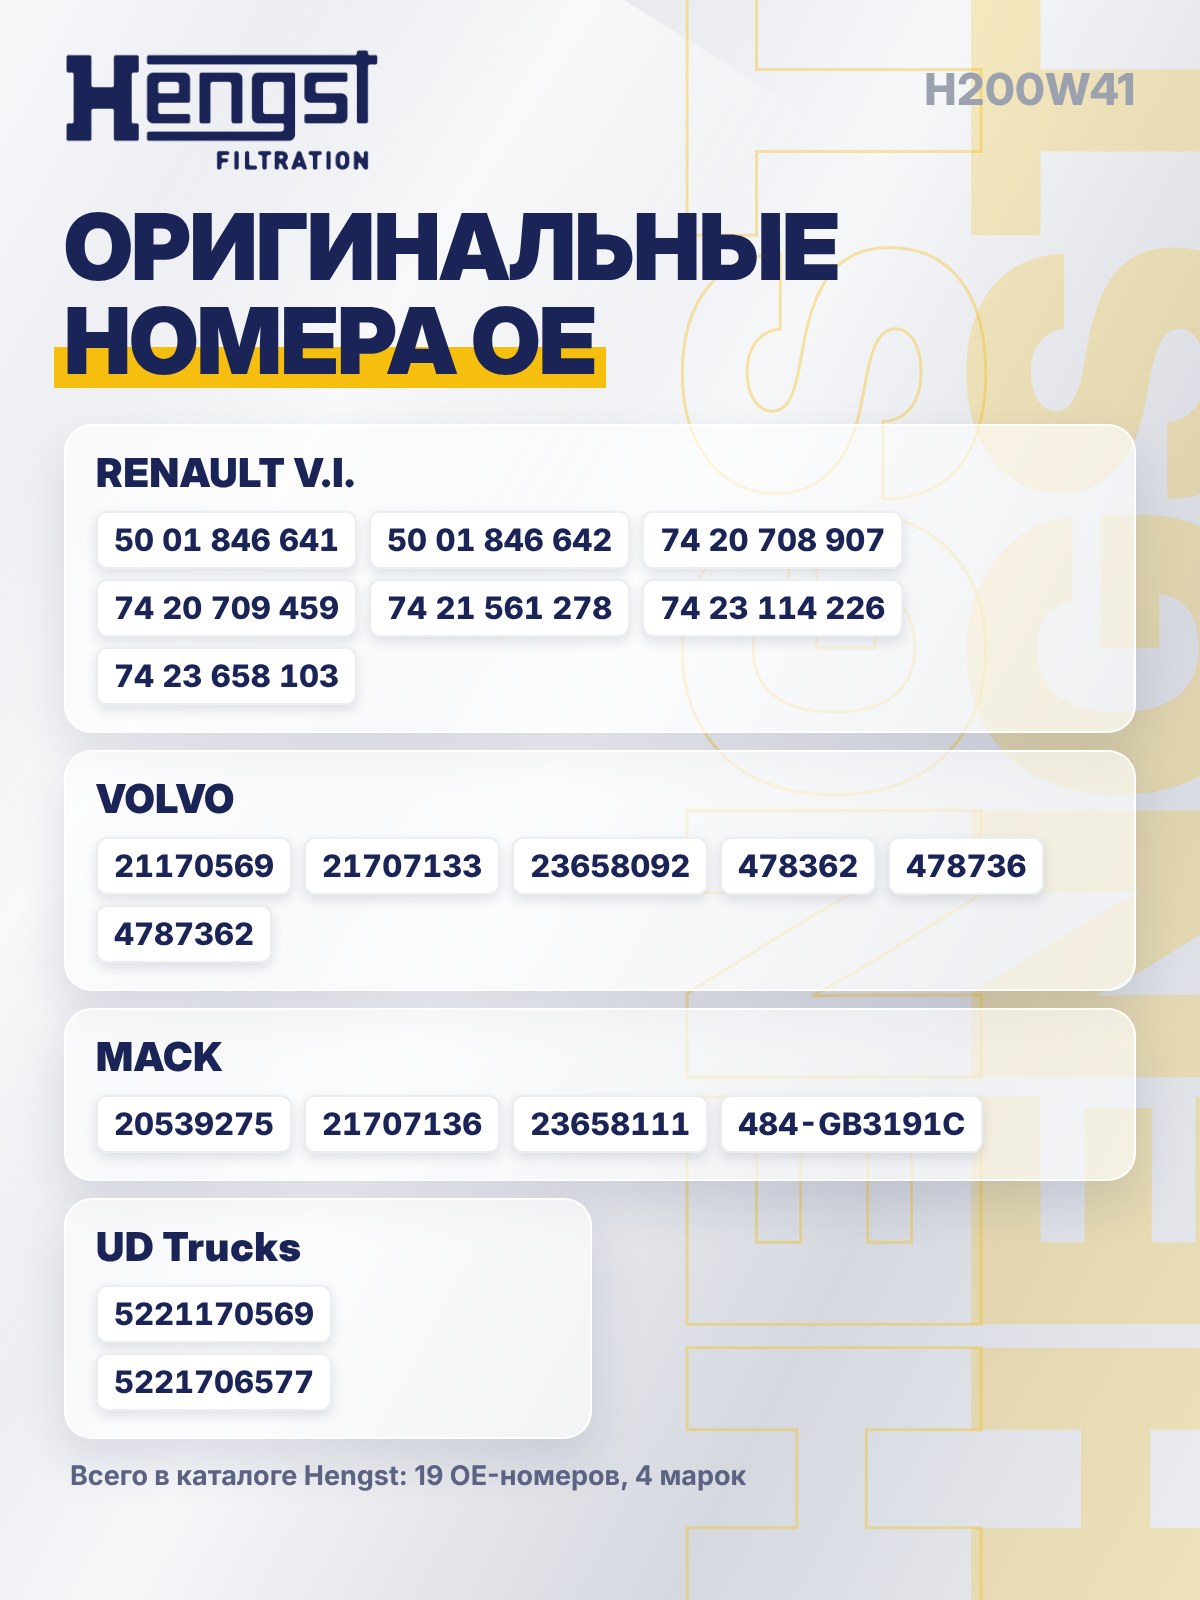 Hengst
FILTRATION
H200W41
ОРИГИНАЛЬНЫЕ
НОМЕРА OE
RENAULT V.I.
50 01 846 641
50 01 846 642
74 20 708 907
74 20 709 459
74 21 561 278
74 23 114 226
74 23 658 103
VOLVO
21170569
21707133
23658092
478362
478736
4787362
MACK
20539275
21707136
23658111
484-GB3191C
UD Trucks
5221170569
5221706577
Всего в каталоге Hengst: 19 OE-номеров, 4 марок
HENGST
HENGST